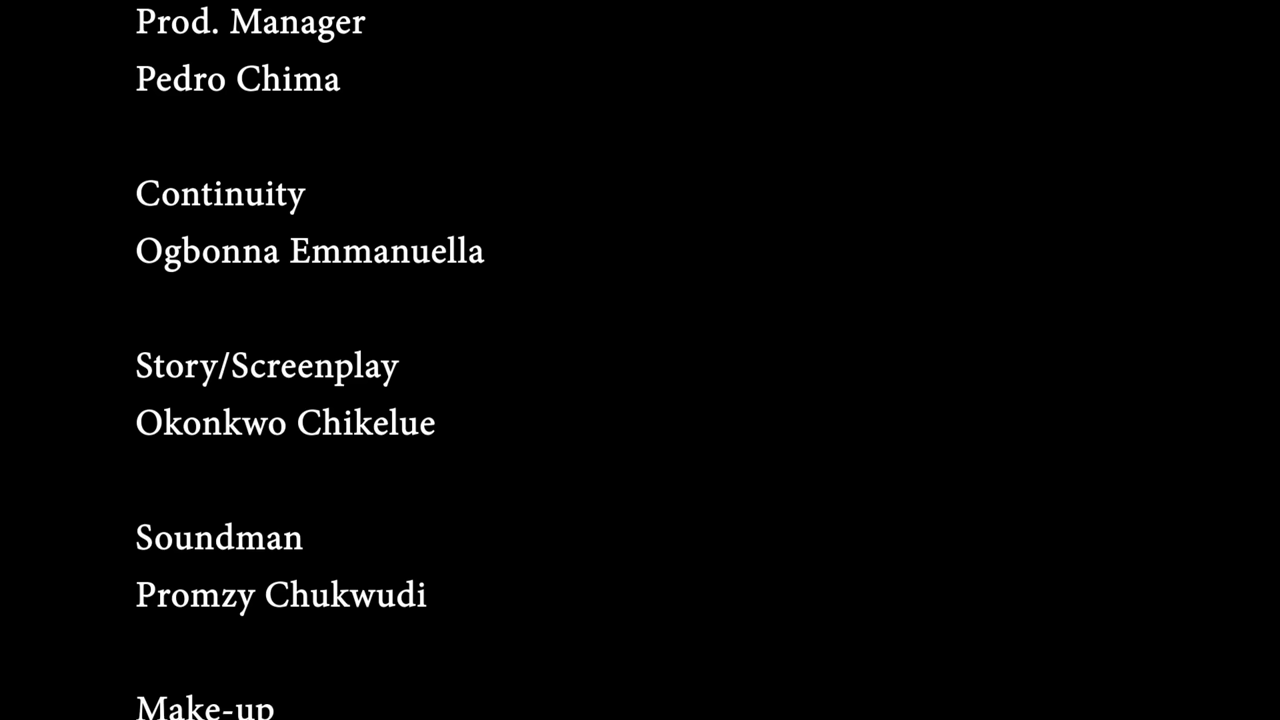 Prod. Manager
Pedro Chima
Continuity
Ogbonna Emmanuella
Story/Screenplay
Okonkwo Chikelue
Soundman
Promzy Chukwudi
Make-up